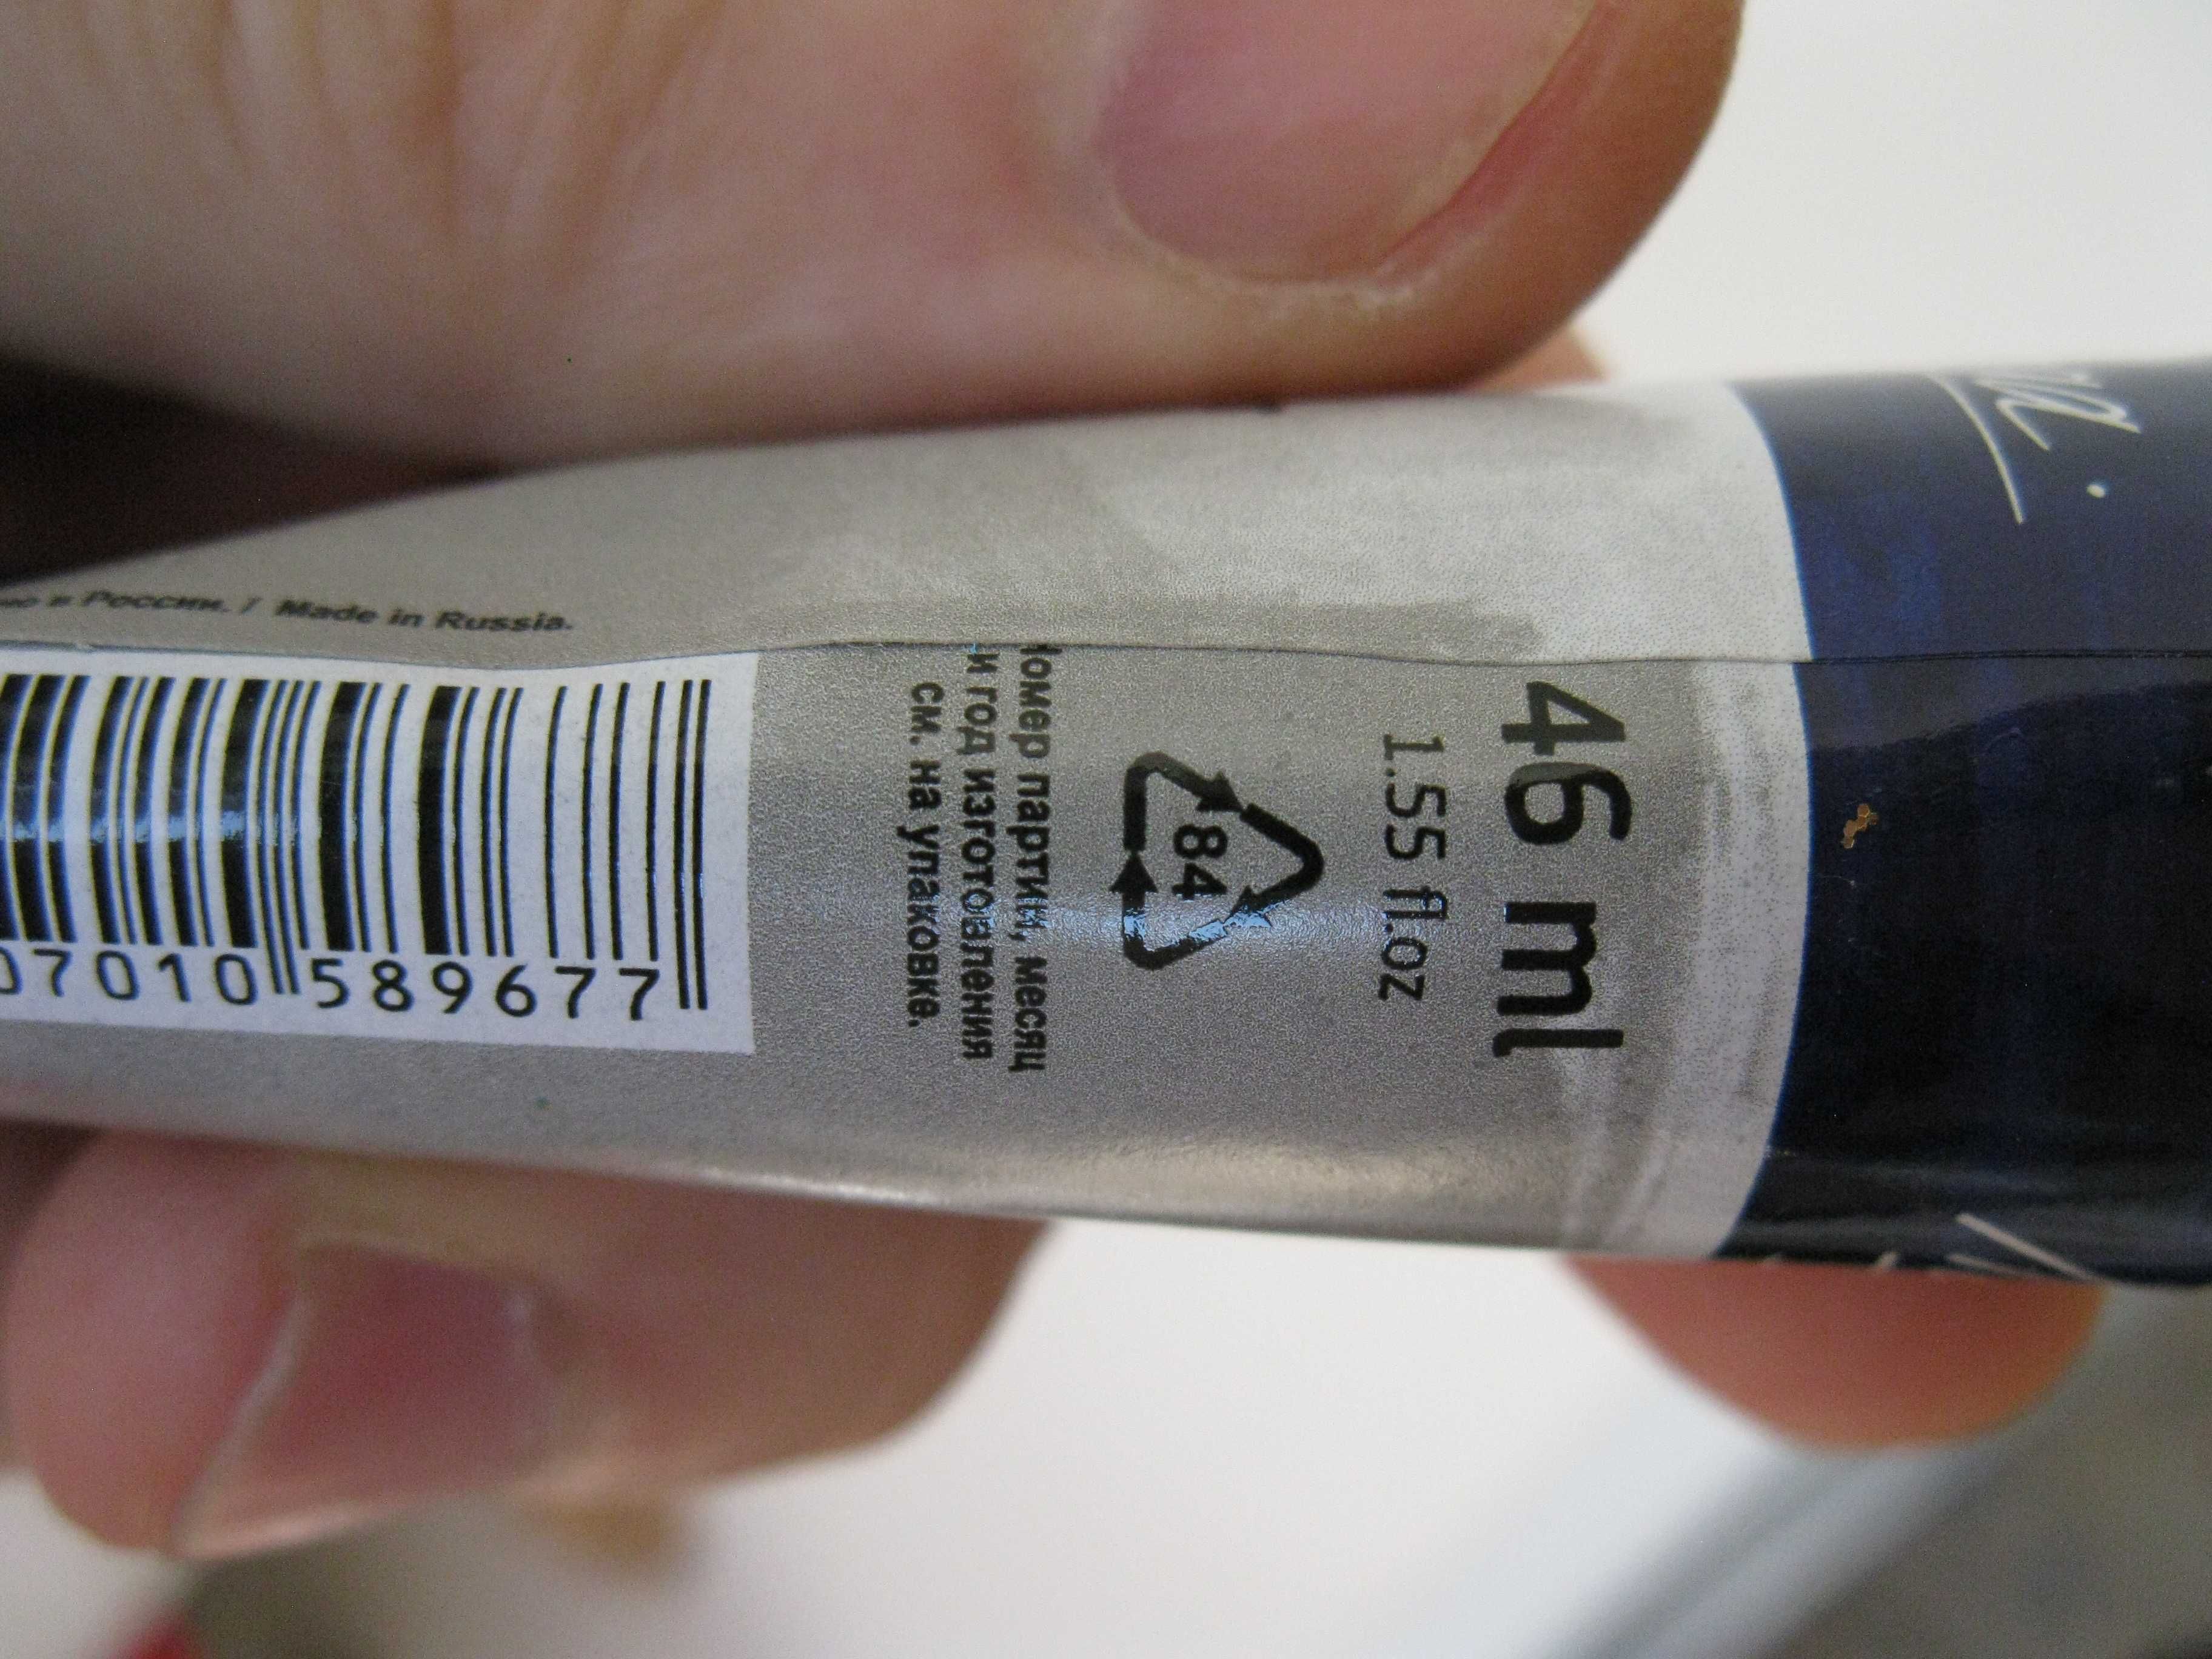 46 ml
1.55 fl.oz
84
Номер партии, месяц
и год изготовления
см. на упаковке.
в России. / Made in Russia.
07010 589677